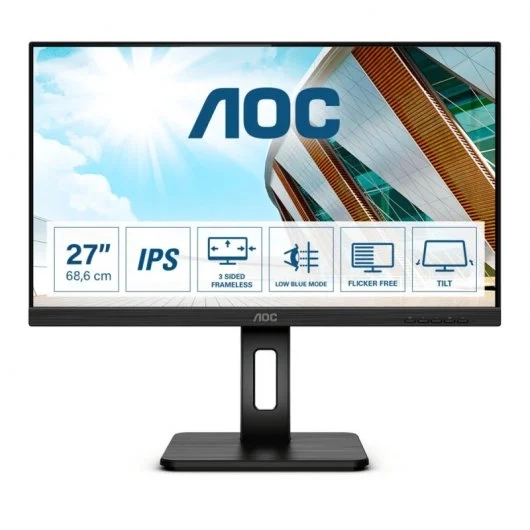 AOC
27"
68,6 cm
IPS
3 SIDED
FRAMELESS
LOW BLUE MODE
FLICKER FREE
TILT
AOC